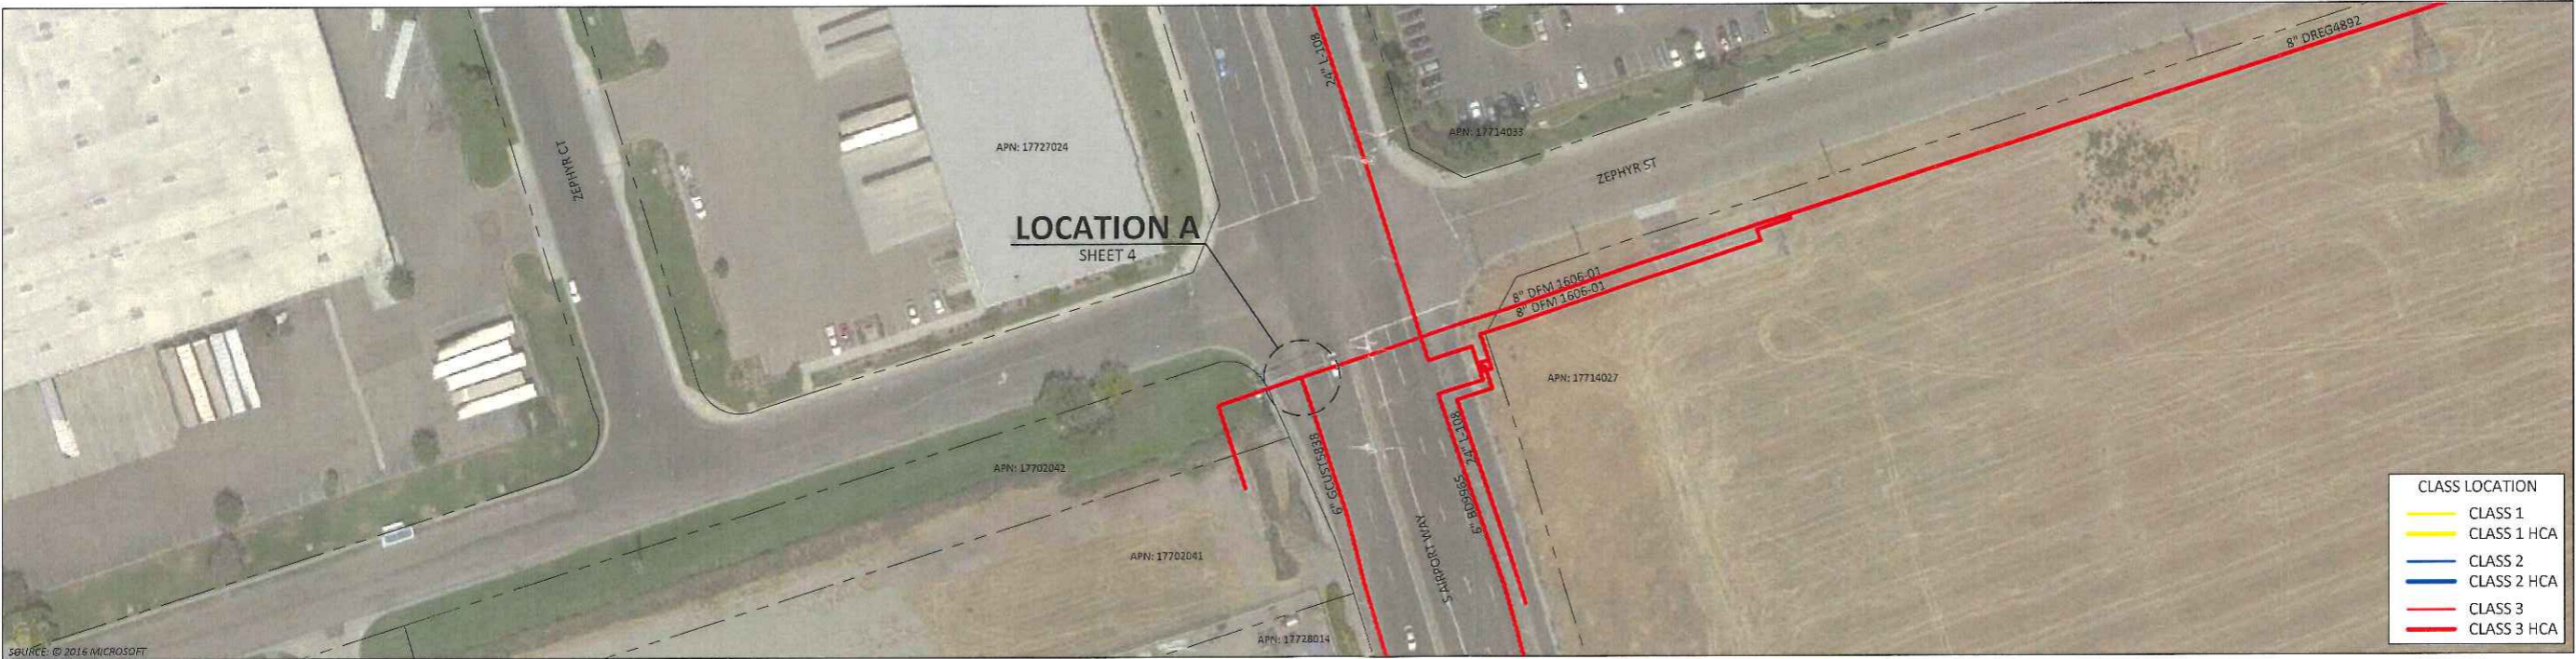 24" L-108
8" DREG4892
APN: 17714033
ZEPHYR CT
APN: 17727024
ZEPHYR ST
LOCATION A
SHEET 4
8" DFM 1606-01
8" DFM 1606-01
APN: 17714027
24" L-108
6" GCUST5838
APN: 17702042
6" BD9965
S AIRPORT WAY
APN: 17702041
APN: 17728014
CLASS LOCATION
CLASS 1
CLASS 1 HCA
CLASS 2
CLASS 2 HCA
CLASS 3
CLASS 3 HCA
SOURCE: © 2016 MICROSOFT